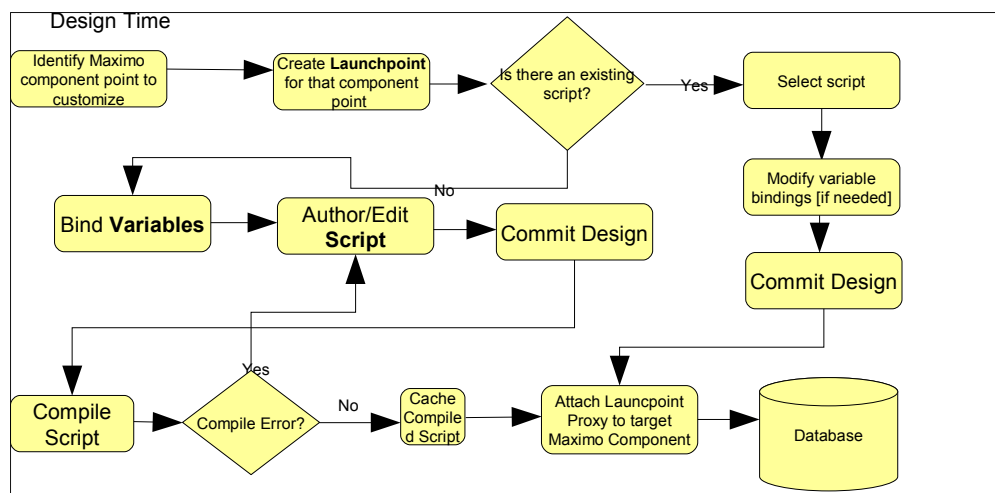 Design Time
Identify Maximo
component point to
customize
Create Launchpoint
for that component
point
Is there an existing
script?
Yes
Select script
Modify variable
bindings [if needed]
Commit Design
No
Bind Variables
Author/Edit
Script
Commit Design
Compile
Script
Yes
Compile Error?
No
Cache
Compile
d Script
Attach Launcpoint
Proxy to target
Maximo Component
Database